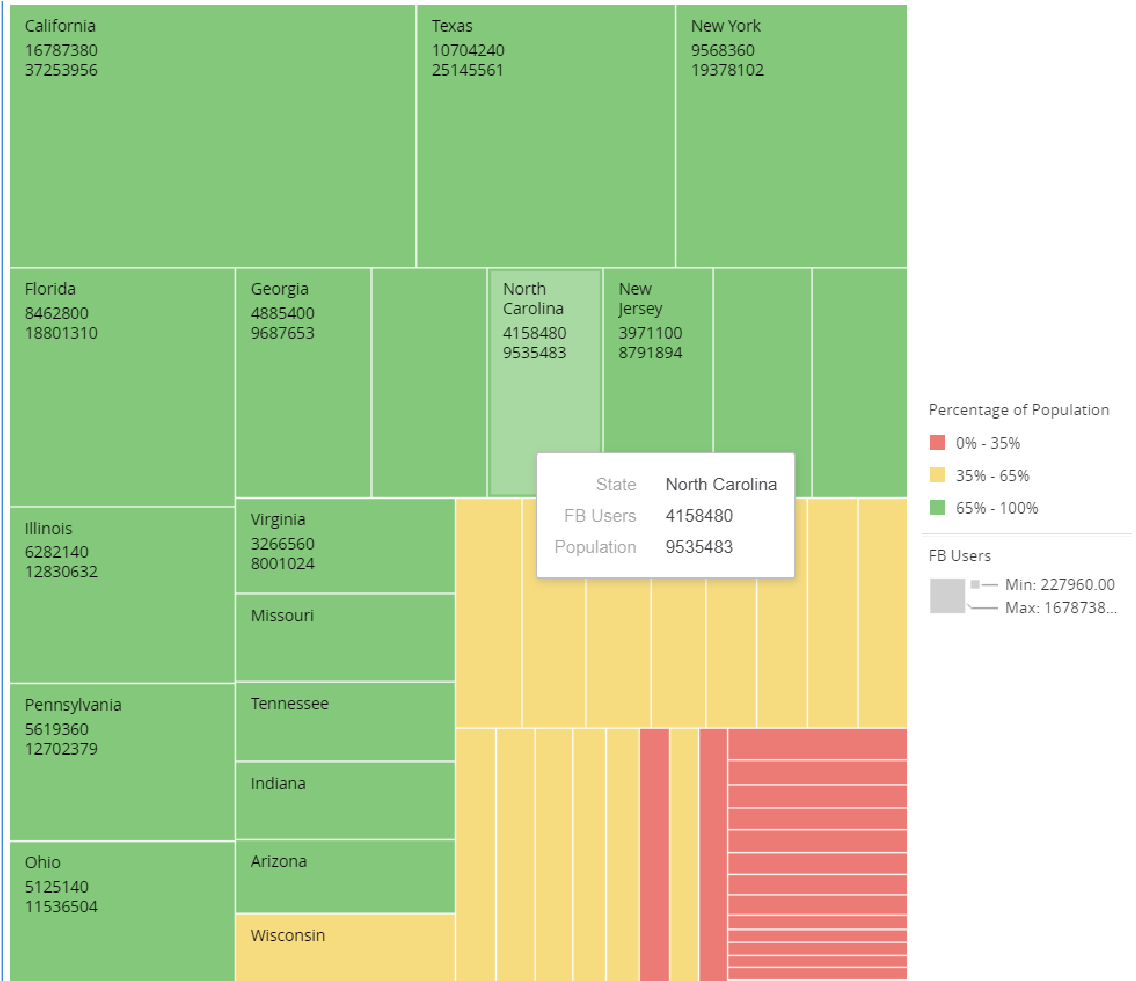 California
16787380
37253956
Texas
10704240
25145561
New York
9568360
19378102
Florida
8462800
18801310
Georgia
4885400
9687653
North
Carolina
4158480
9535483
New
Jersey
3971100
8791894
State North Carolina
FB Users 4158480
Population 9535483
Illinois
6282140
12830632
Virginia
3266560
8001024
Missouri
Pennsylvania
5619360
12702379
Tennessee
Indiana
Ohio
5125140
11536504
Arizona
Wisconsin
Percentage of Population
0% - 35%
35% - 65%
65% - 100%
FB Users
Min: 227960.00
Max: 1678738...